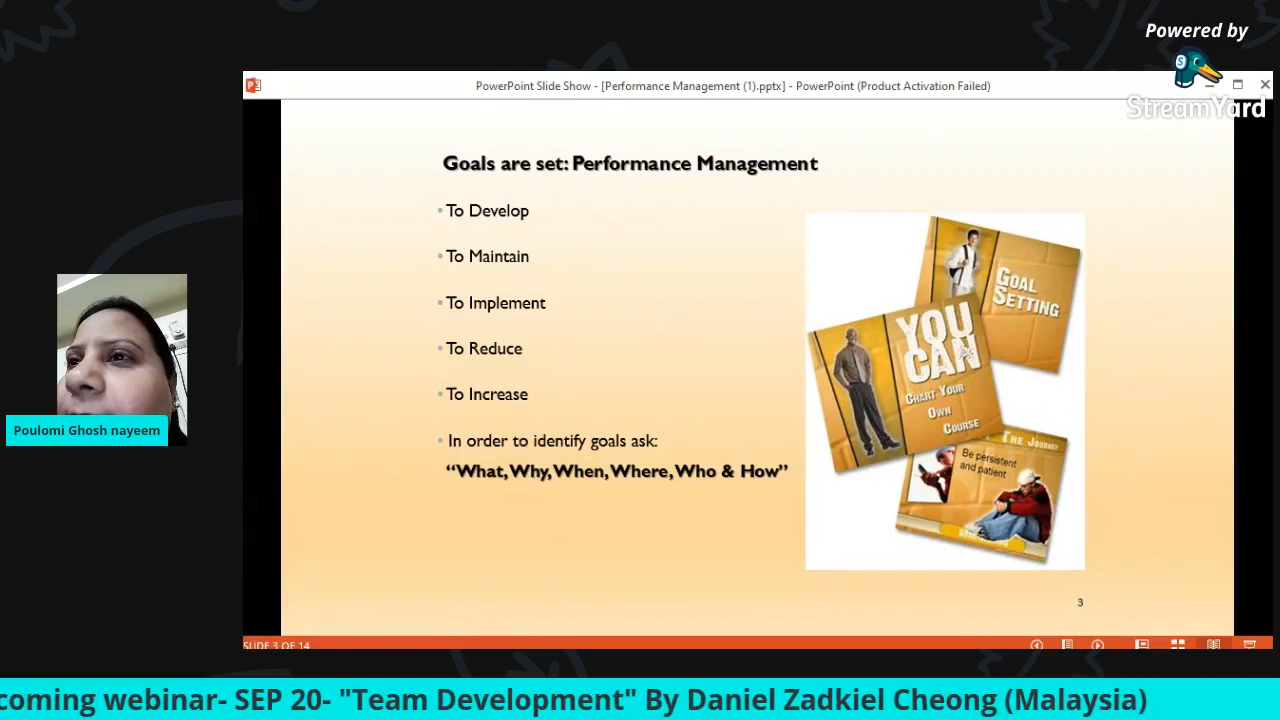 Powered by
StreamYard
PowerPoint Slide Show - [Performance Management (1).pptx] - PowerPoint (Product Activation Failed)
Goals are set: Performance Management
• To Develop
• To Maintain
• To Implement
• To Reduce
• To Increase
• In order to identify goals ask:
“What, Why, When, Where, Who & How”
GOAL
SETTING
YOU
CAN
CHART YOUR
OWN
COURSE
THE JOURNEY
Be persistent
and patient
3
SLIDE 3 OF 14
Poulomi Ghosh nayeem
coming webinar- SEP 20- "Team Development" By Daniel Zadkiel Cheong (Malaysia)